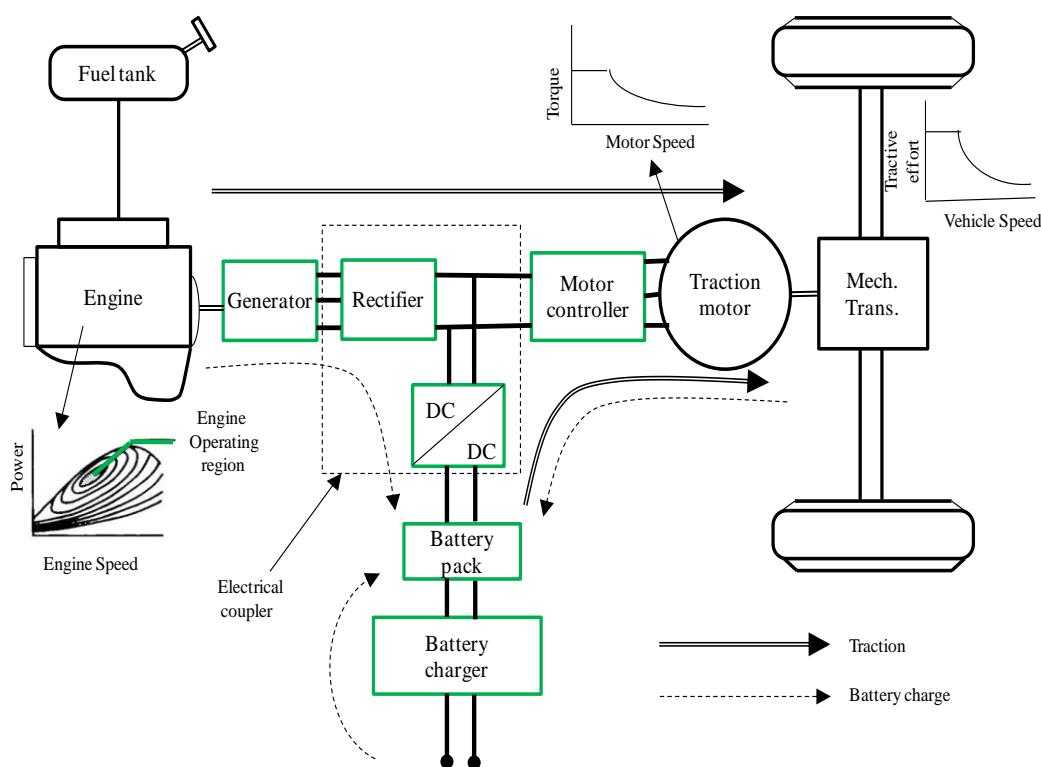 Fuel tank
Torque
Motor Speed
Tractive
effort
Vehicle Speed
Engine
Generator
Rectifier
Motor
controller
Traction
motor
Mech.
Trans.
DC
DC
Engine
Operating
region
Power
Engine Speed
Battery
pack
Electrical
coupler
Battery
charger
Traction
Battery charge